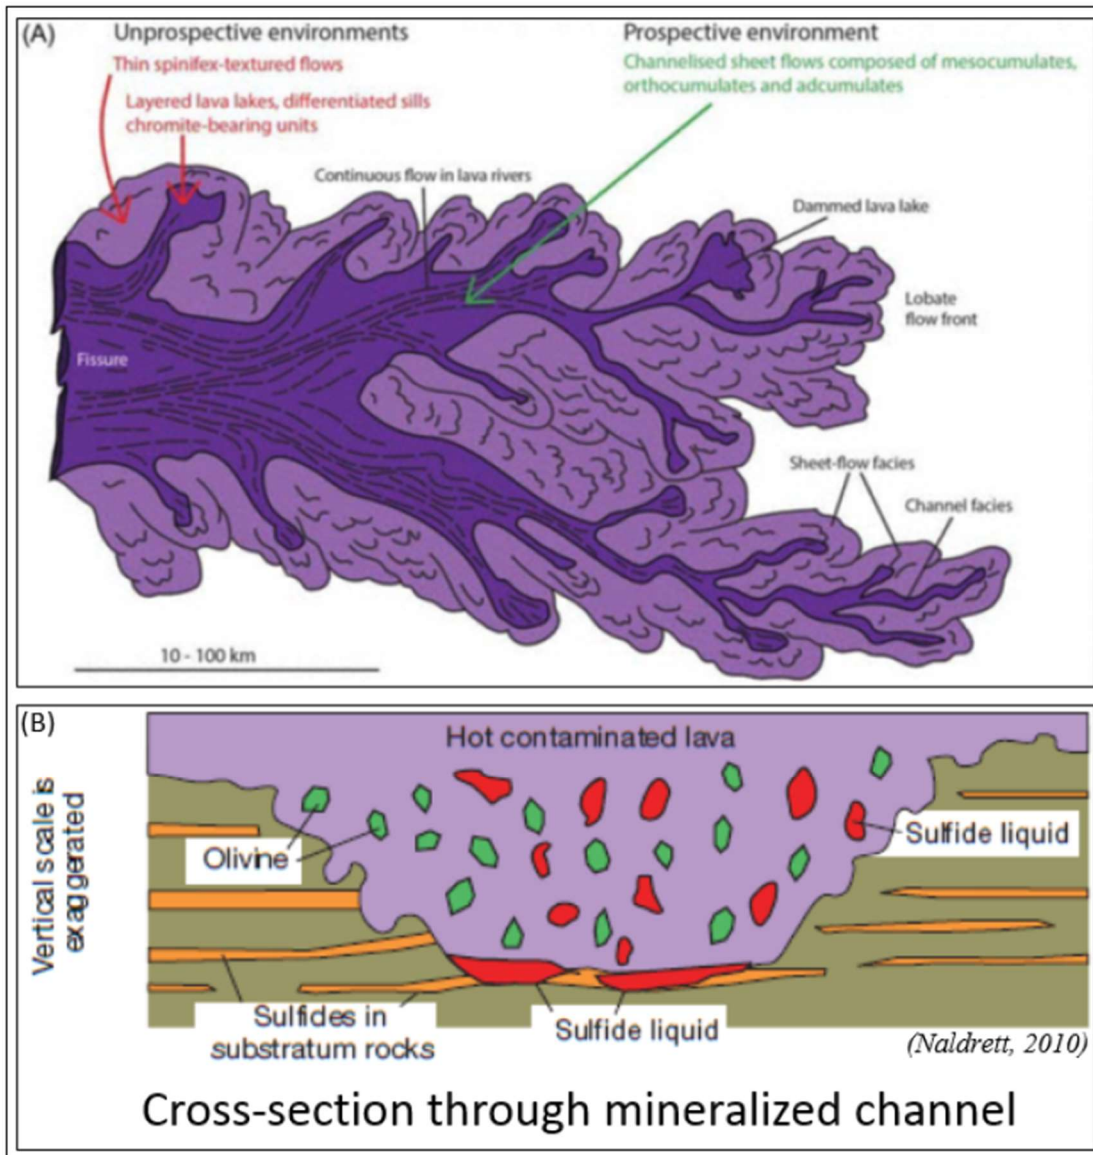 (A)
Unprospective environments
Thin spinifex-textured flows
Layered lava lakes, differentiated sills
chromite-bearing units
Prospective environment
Channelised sheet flows composed of mesocumulates,
orthocumulates and adcumulates
Continuous flow in lava rivers
Dammed lava lake
Lobate
flow front
Fissure
Sheet-flow facies
Channel facies
10 - 100 km
(B)
Vertical scale is
exaggerated
Hot contaminated lava
Olivine
Sulfide liquid
Sulfides in
substratum rocks
Sulfide liquid
(Naldrett, 2010)
Cross-section through mineralized channel